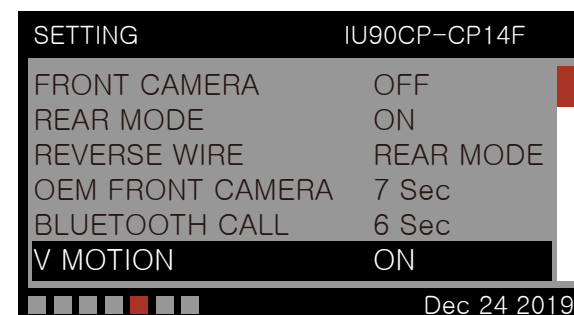 SETTING IU90CP-CP14F
FRONT CAMERA OFF
REAR MODE ON
REVERSE WIRE REAR MODE
OEM FRONT CAMERA 7 Sec
BLUETOOTH CALL 6 Sec
V MOTION ON
Dec 24 2019